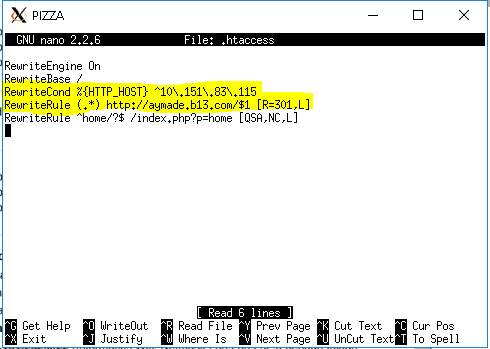 PIZZA
GNU nano 2.2.6 File: .htaccess
RewriteEngine On
RewriteBase /
RewriteCond %{HTTP_HOST} ^10\.151\.83\.115
RewriteRule (.*) http://aymade.b13.com/$1 [R=301,L]
RewriteRule ^home/?$ /index.php?p=home [QSA,NC,L]
[ Read 6 lines ]
^G Get Help ^O WriteOut ^R Read File ^Y Prev Page ^K Cut Text ^C Cur Pos
^X Exit ^J Justify ^W Where Is ^V Next Page ^U UnCut Text ^T To Spell